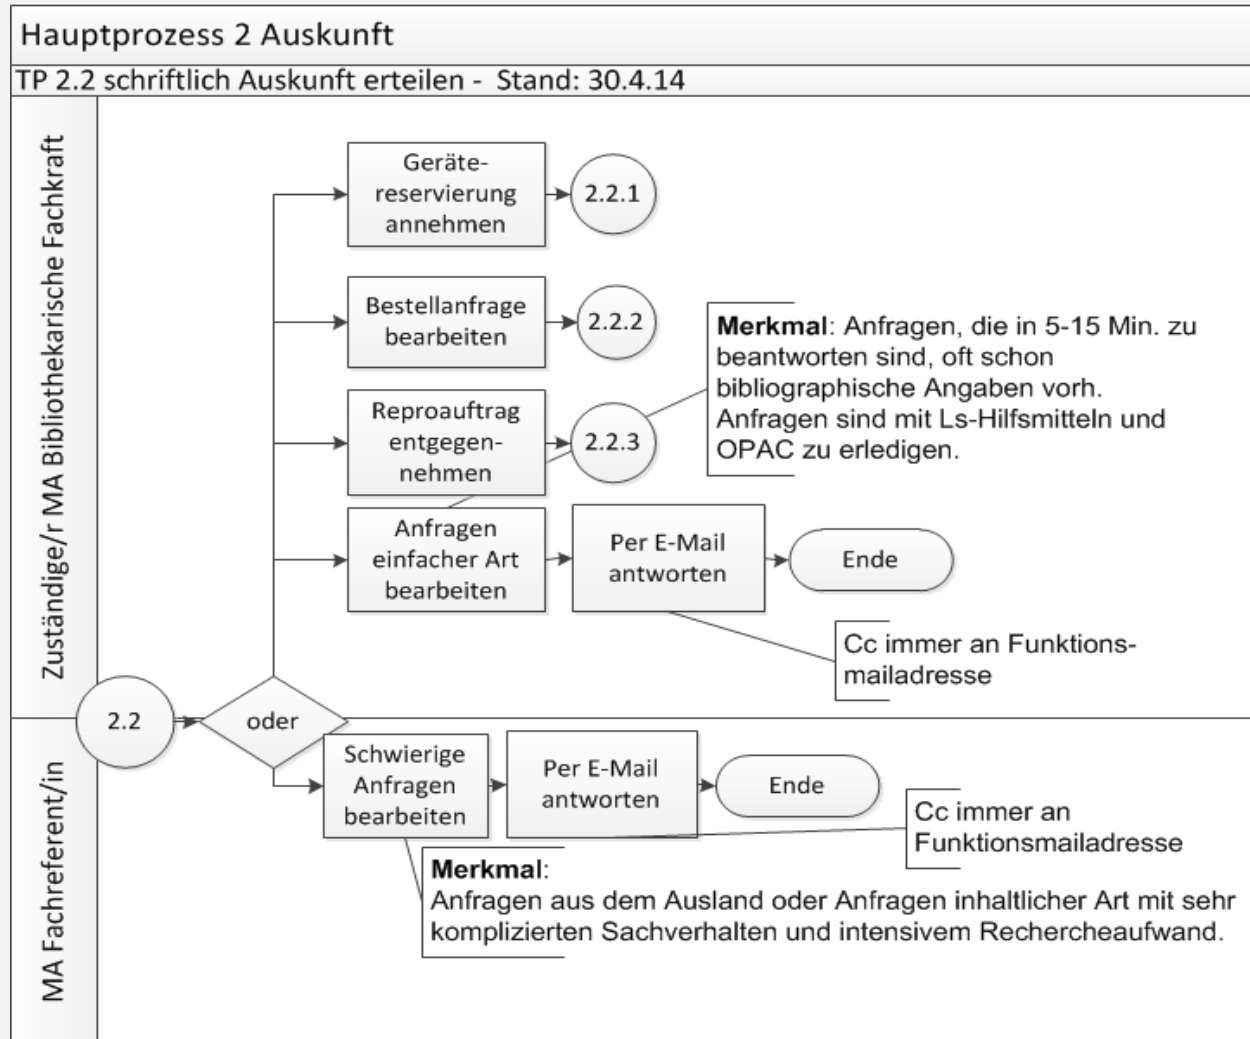 Hauptprozess 2 Auskunft
TP 2.2 schriftlich Auskunft erteilen - Stand: 30.4.14
Zuständige/r MA Bibliothekarische Fachkraft
Geräte-
reservierung
annehmen
2.2.1
Bestellanfrage
bearbeiten
2.2.2
Reproauftrag
entgegen-
nehmen
2.2.3
Merkmal: Anfragen, die in 5-15 Min. zu
beantworten sind, oft schon
bibliographische Angaben vorh.
Anfragen sind mit Ls-Hilfsmitteln und
OPAC zu erledigen.
Anfragen
einfacher Art
bearbeiten
Per E-Mail
antworten
Ende
Cc immer an Funktions-
mailadresse
2.2
oder
MA Fachreferent/in
Schwierige
Anfragen
bearbeiten
Per E-Mail
antworten
Ende
Cc immer an
Funktionsmailadresse
Merkmal:
Anfragen aus dem Ausland oder Anfragen inhaltlicher Art mit sehr
komplizierten Sachverhalten und intensivem Rechercheaufwand.